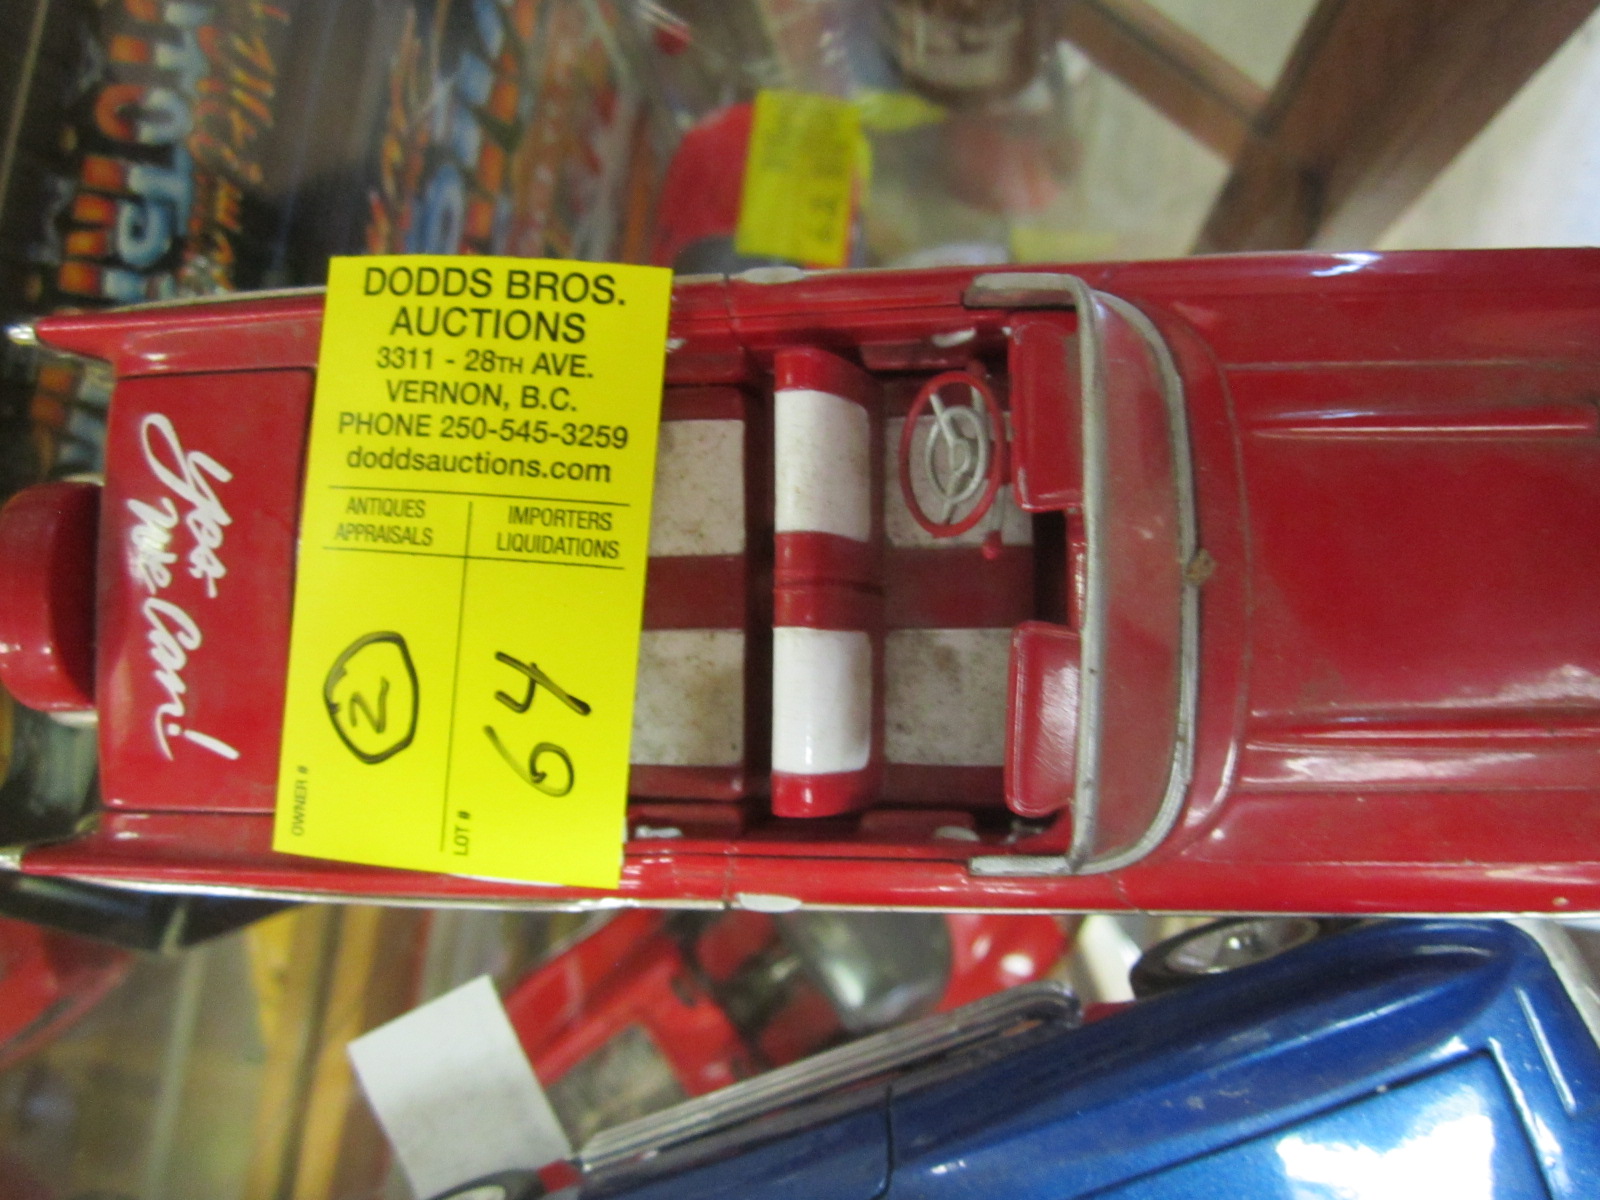 DODDS BROS.
AUCTIONS
3311 - 28TH AVE.
VERNON, B.C.
PHONE 250-545-3259
doddsauctions.com
ANTIQUES
APPRAISALS
IMPORTERS
LIQUIDATIONS
OWNER #
2
LOT #
64
Yes
We Can!